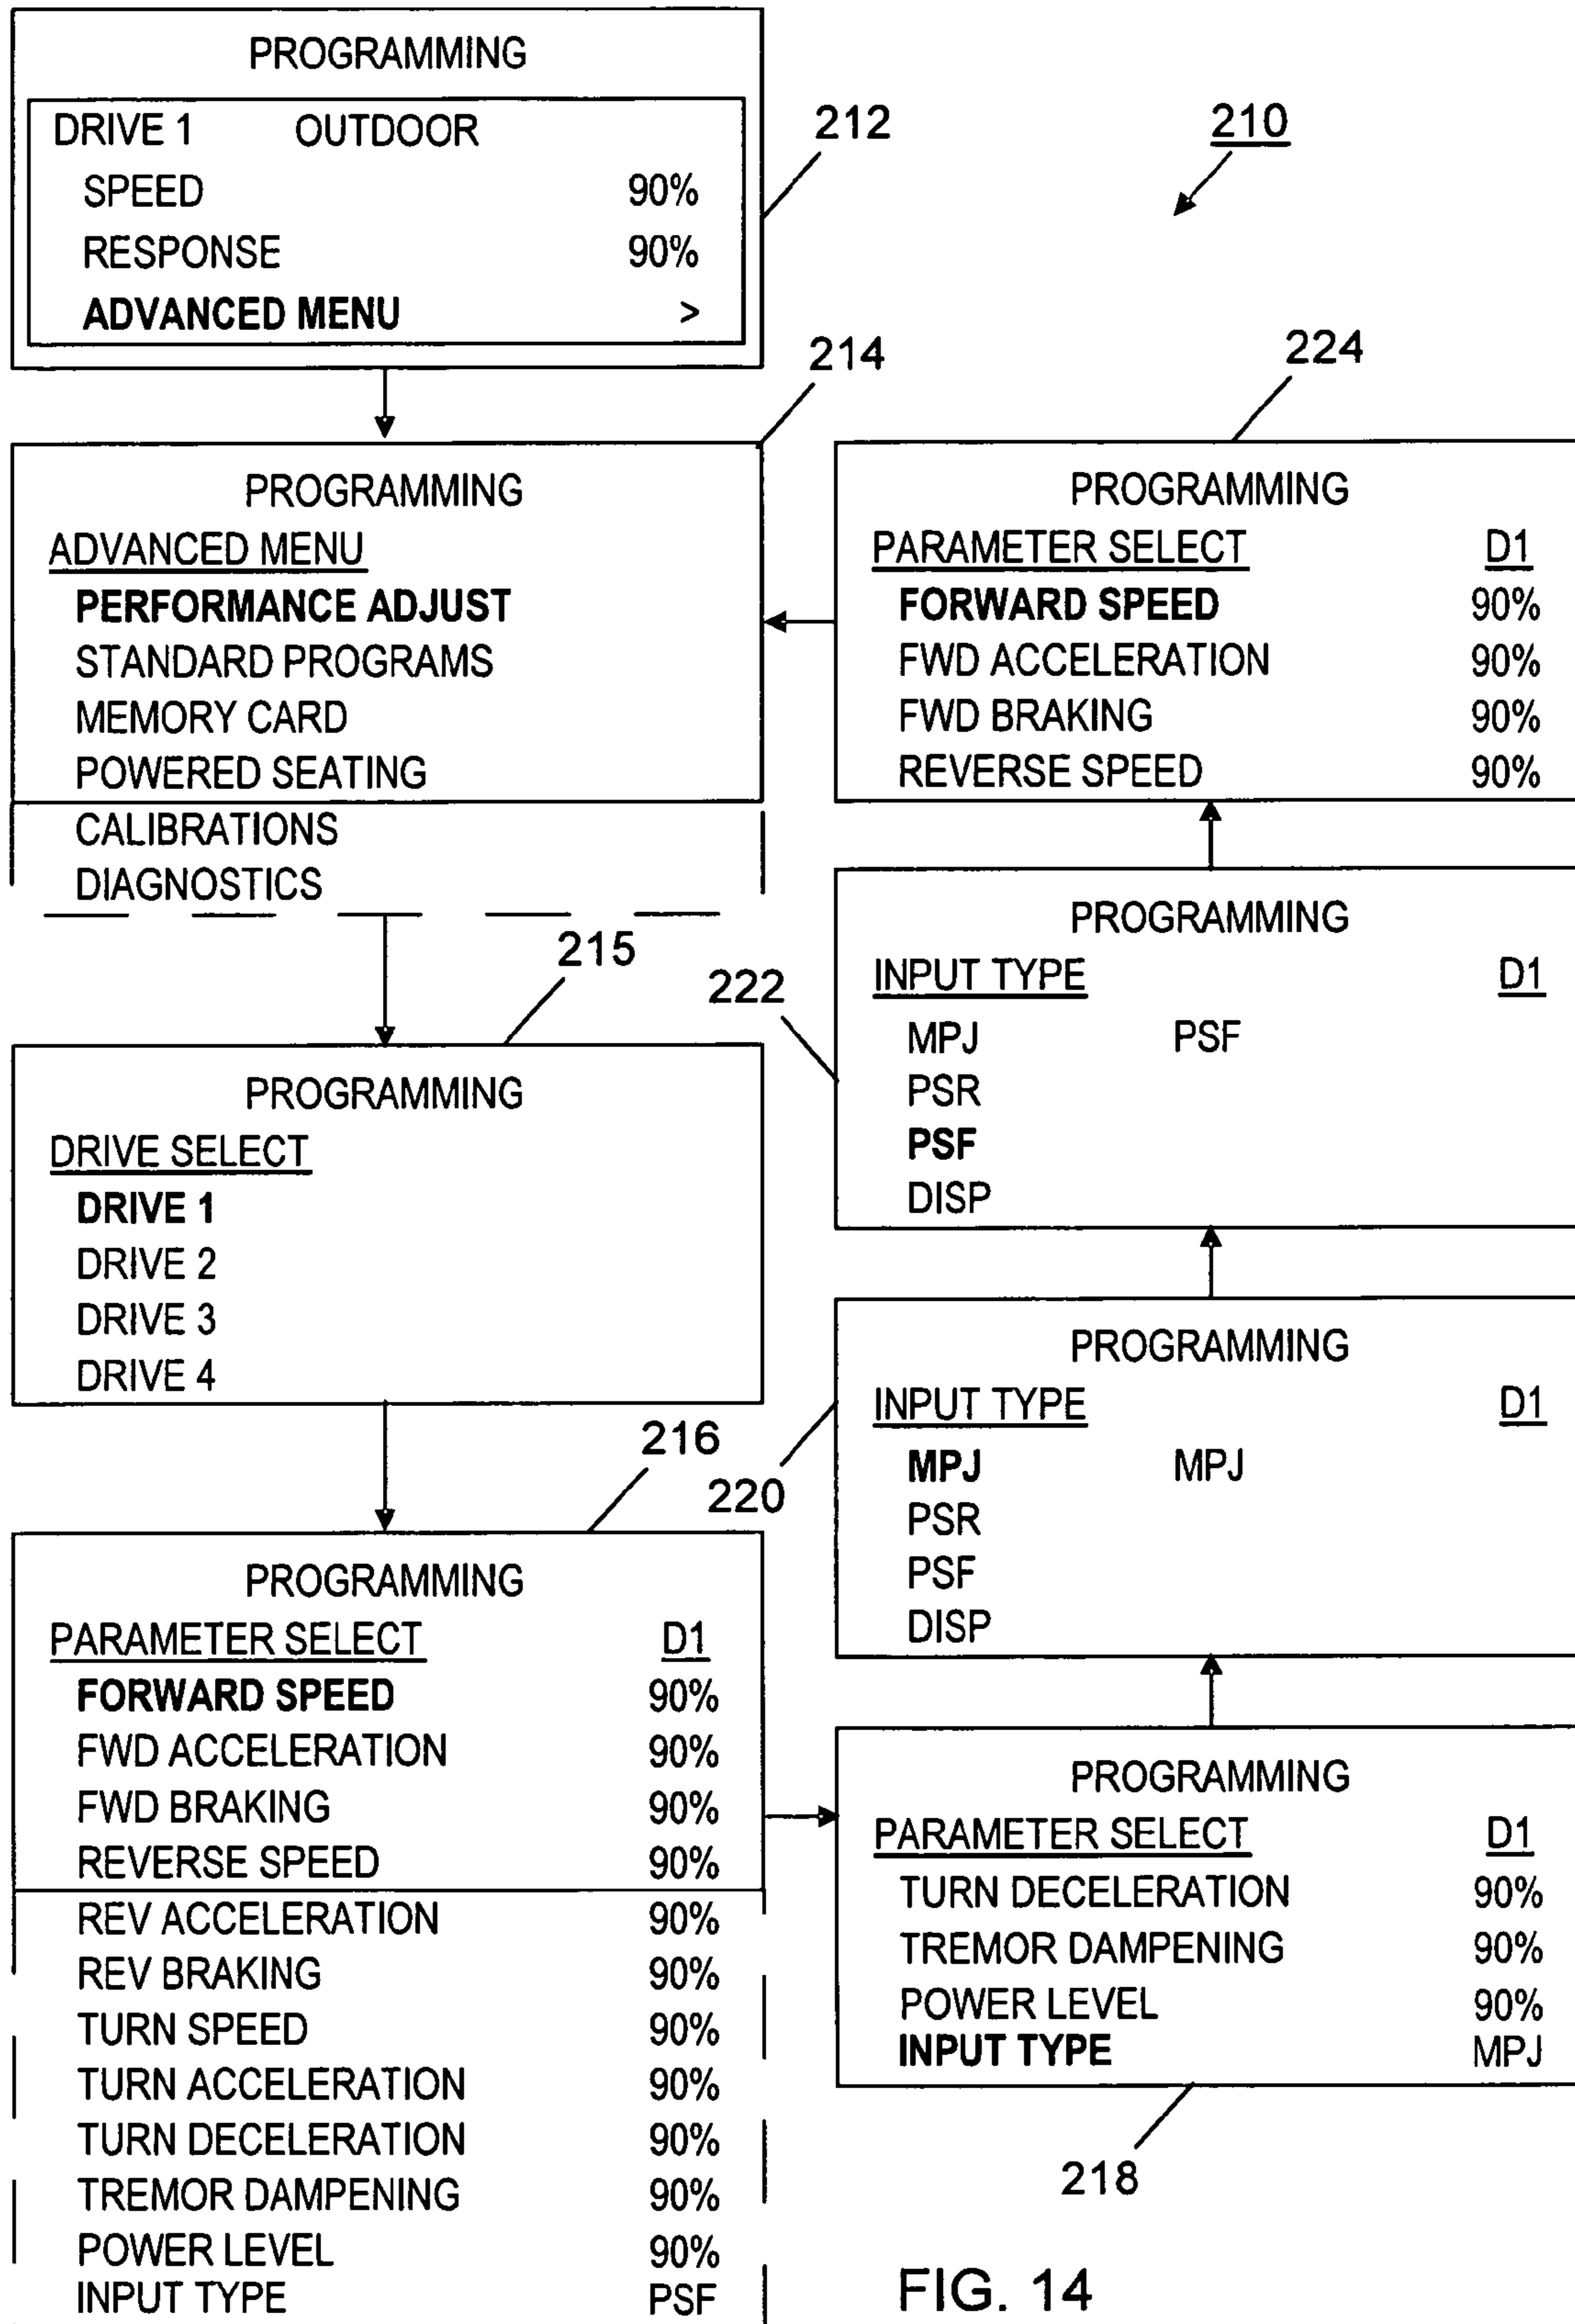 PROGRAMMING
DRIVE 1 OUTDOOR
SPEED 90%
RESPONSE 90%
ADVANCED MENU >
212
210
214
PROGRAMMING
ADVANCED MENU
PERFORMANCE ADJUST
STANDARD PROGRAMS
MEMORY CARD
POWERED SEATING
CALIBRATIONS
DIAGNOSTICS
215
PROGRAMMING
DRIVE SELECT
DRIVE 1
DRIVE 2
DRIVE 3
DRIVE 4
216
PROGRAMMING
PARAMETER SELECT D1
FORWARD SPEED 90%
FWD ACCELERATION 90%
FWD BRAKING 90%
REVERSE SPEED 90%
REV ACCELERATION 90%
REV BRAKING 90%
TURN SPEED 90%
TURN ACCELERATION 90%
TURN DECELERATION 90%
TREMOR DAMPENING 90%
POWER LEVEL 90%
INPUT TYPE PSF
224
PROGRAMMING
PARAMETER SELECT D1
FORWARD SPEED 90%
FWD ACCELERATION 90%
FWD BRAKING 90%
REVERSE SPEED 90%
222
PROGRAMMING
INPUT TYPE D1
MPJ PSF
PSR
PSF
DISP
220
PROGRAMMING
INPUT TYPE D1
MPJ MPJ
PSR
PSF
DISP
PROGRAMMING
PARAMETER SELECT D1
TURN DECELERATION 90%
TREMOR DAMPENING 90%
POWER LEVEL 90%
INPUT TYPE MPJ
218
FIG. 14